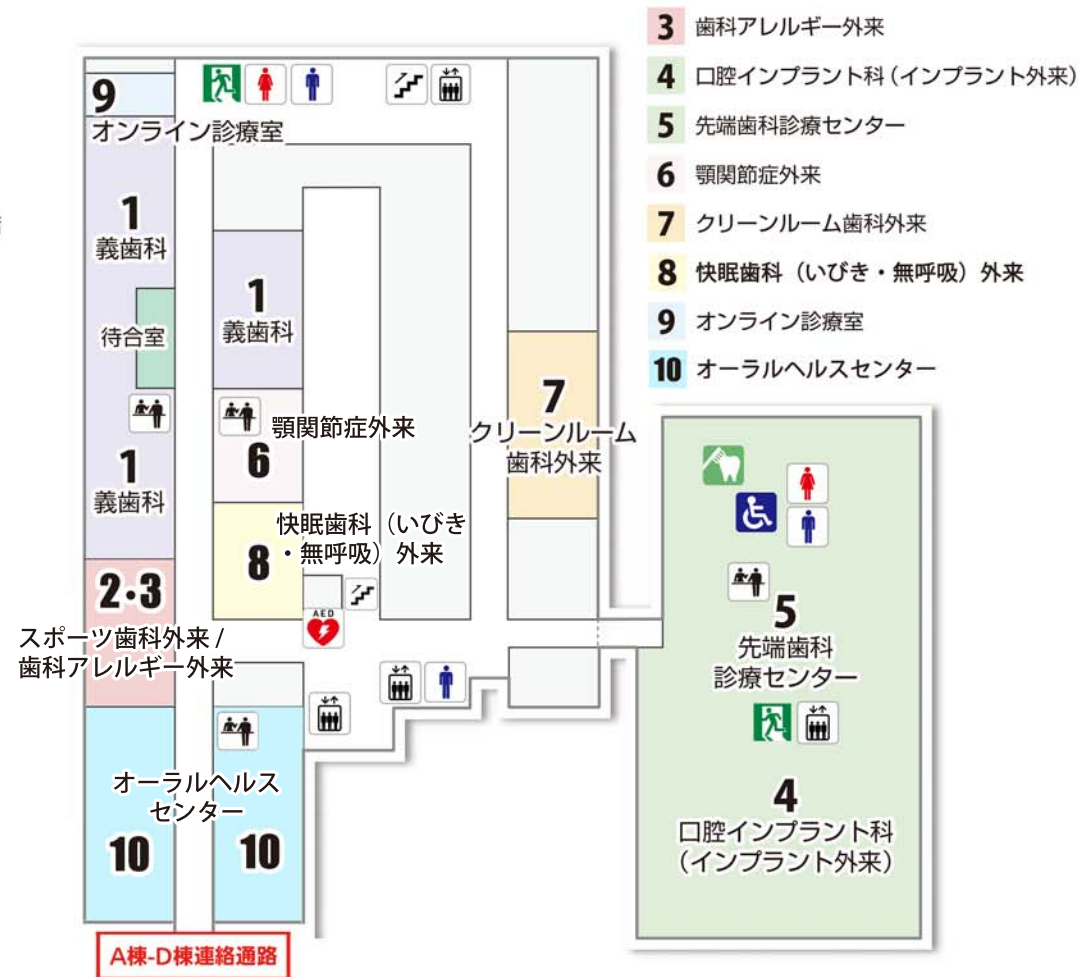 3 歯科アレルギー外来
4 口腔インプラント科(インプラント外来)
5 先端歯科診療センター
6 顎関節症外来
7 クリーンルーム歯科外来
8 快眠歯科(いびき・無呼吸)外来
9 オンライン診療室
10 オーラルヘルスセンター
9
オンライン診療室
1
義歯科
待合室
1
義歯科
1
義歯科
顎関節症外来
6
7
クリーンルーム
歯科外来
快眠歯科(いびき
・無呼吸)外来
8
AED
2・3
スポーツ歯科外来/
歯科アレルギー外来
オーラルヘルス
センター
10
10
A棟-D棟連絡通路
5
先端歯科
診療センター
4
口腔インプラント科
(インプラント外来)